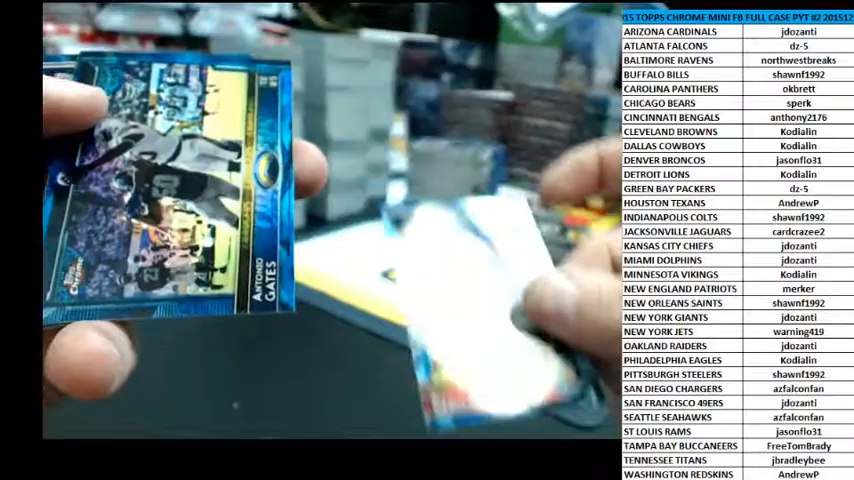 15 TOPPS CHROME MINI FB FULL CASE PYT #2 201512
ARIZONA CARDINALS jdozanti
ATLANTA FALCONS dz-5
BALTIMORE RAVENS northwestbreaks
BUFFALO BILLS shawnf1992
CAROLINA PANTHERS okbrett
CHICAGO BEARS sperk
CINCINNATI BENGALS anthony2176
CLEVELAND BROWNS Kodialin
DALLAS COWBOYS Kodialin
DENVER BRONCOS jasonflo31
DETROIT LIONS Kodialin
GREEN BAY PACKERS dz-5
HOUSTON TEXANS AndrewP
INDIANAPOLIS COLTS shawnf1992
JACKSONVILLE JAGUARS cardcrazee2
KANSAS CITY CHIEFS jdozanti
MIAMI DOLPHINS jdozanti
MINNESOTA VIKINGS Kodialin
NEW ENGLAND PATRIOTS merker
NEW ORLEANS SAINTS shawnf1992
NEW YORK GIANTS jdozanti
NEW YORK JETS warning419
OAKLAND RAIDERS jdozanti
PHILADELPHIA EAGLES Kodialin
PITTSBURGH STEELERS shawnf1992
SAN DIEGO CHARGERS azfalconfan
SAN FRANCISCO 49ERS jdozanti
SEATTLE SEAHAWKS azfalconfan
ST LOUIS RAMS jasonflo31
TAMPA BAY BUCCANEERS FreeTomBrady
TENNESSEE TITANS jbradleybee
WASHINGTON REDSKINS AndrewP
ANTONIO
GATES
Topps
Chrome